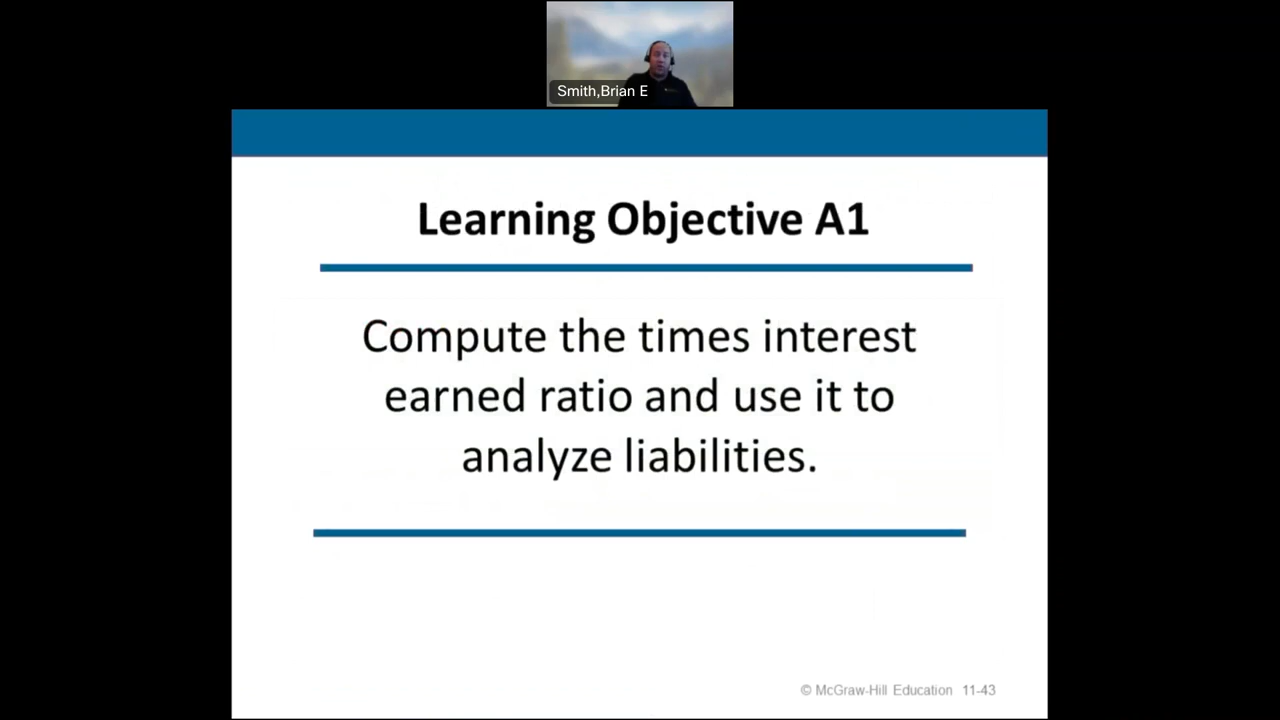 Smith,Brian E
Learning Objective A1
Compute the times interest
earned ratio and use it to
analyze liabilities.
© McGraw-Hill Education 11-43